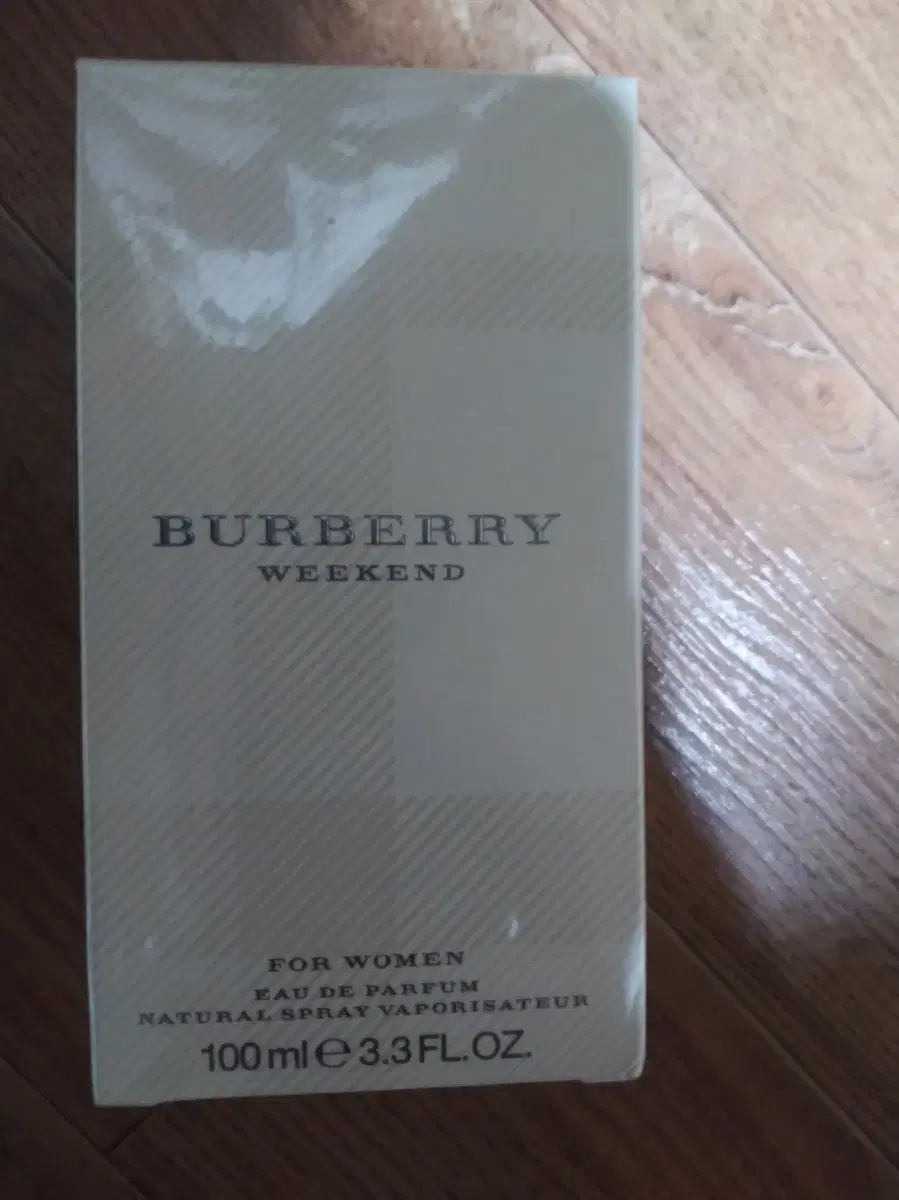 BURBERRY
WEEKEND
FOR WOMEN
EAU DE PARFUM
NATURAL SPRAY VAPORISATEUR
100 ml e 3.3 FL.OZ.